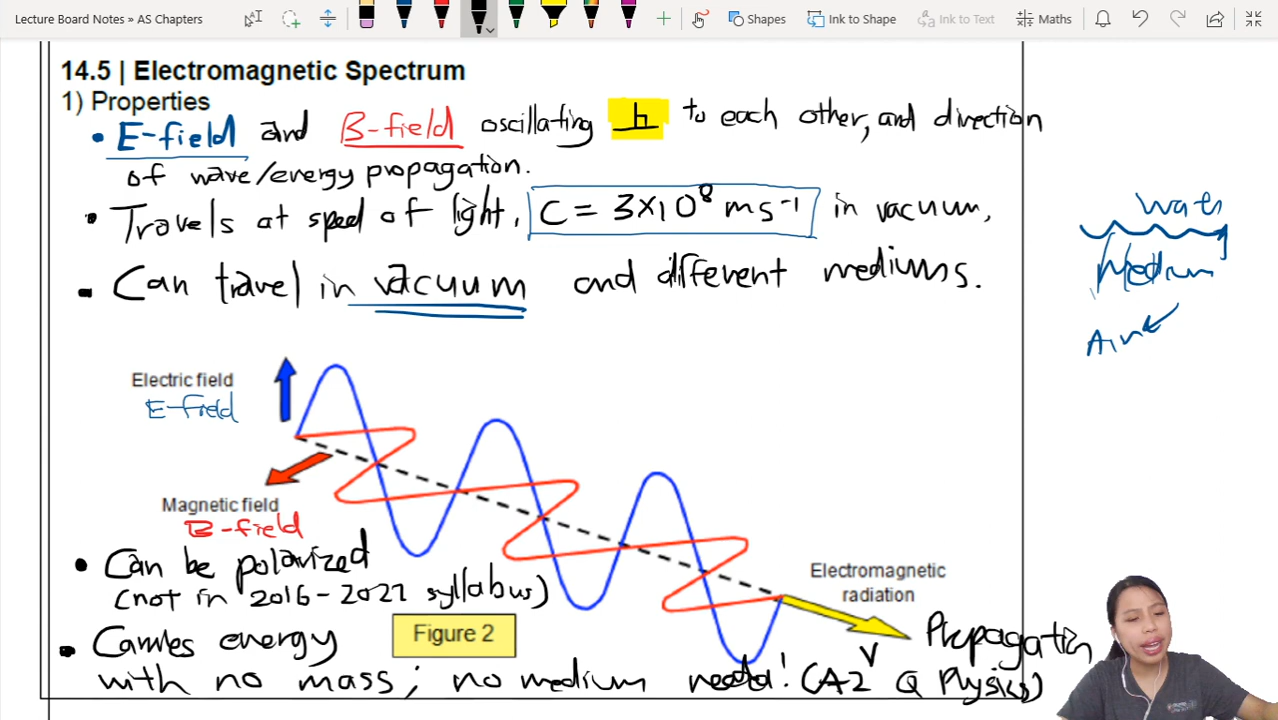 Lecture Board Notes » AS Chapters
Shapes
Ink to Shape
Ink to Text
Maths
14.5 | Electromagnetic Spectrum
1) Properties
• E-field and B-field oscillating to each other, and direction
of wave/energy propagation.
• Travels at speed of light, C = 3×10⁸ ms⁻¹ in vacuum,
• Can travel in vacuum and different mediums.
Water
Medium
Air
Electric field
E-field
Magnetic field
B-field
• Can be polarized
(not in 2016-2022 syllabus)
Electromagnetic
radiation
Figure 2
Propagation
V
• Carries energy
with no mass; no medium needed! (A2 Q Physics)